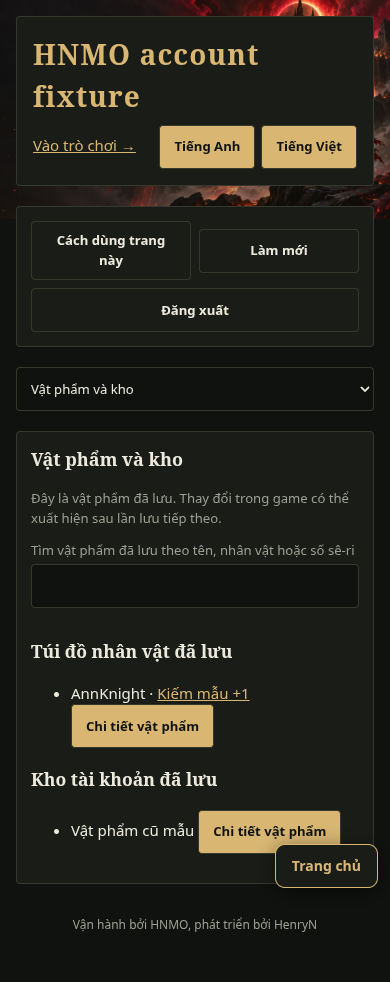 HNMO account
fixture
Vào trò chơi →
Tiếng Anh
Tiếng Việt
Cách dùng trang
này
Làm mới
Đăng xuất
Vật phẩm và kho
Vật phẩm và kho
Đây là vật phẩm đã lưu. Thay đổi trong game có thể
xuất hiện sau lần lưu tiếp theo.
Tìm vật phẩm đã lưu theo tên, nhân vật hoặc số sê-ri
Túi đồ nhân vật đã lưu
AnnKnight · Kiếm mẫu +1
Chi tiết vật phẩm
Kho tài khoản đã lưu
Vật phẩm cũ mẫu
Chi tiết vật phẩm
Trang chủ
Vận hành bởi HNMO, phát triển bởi HenryN